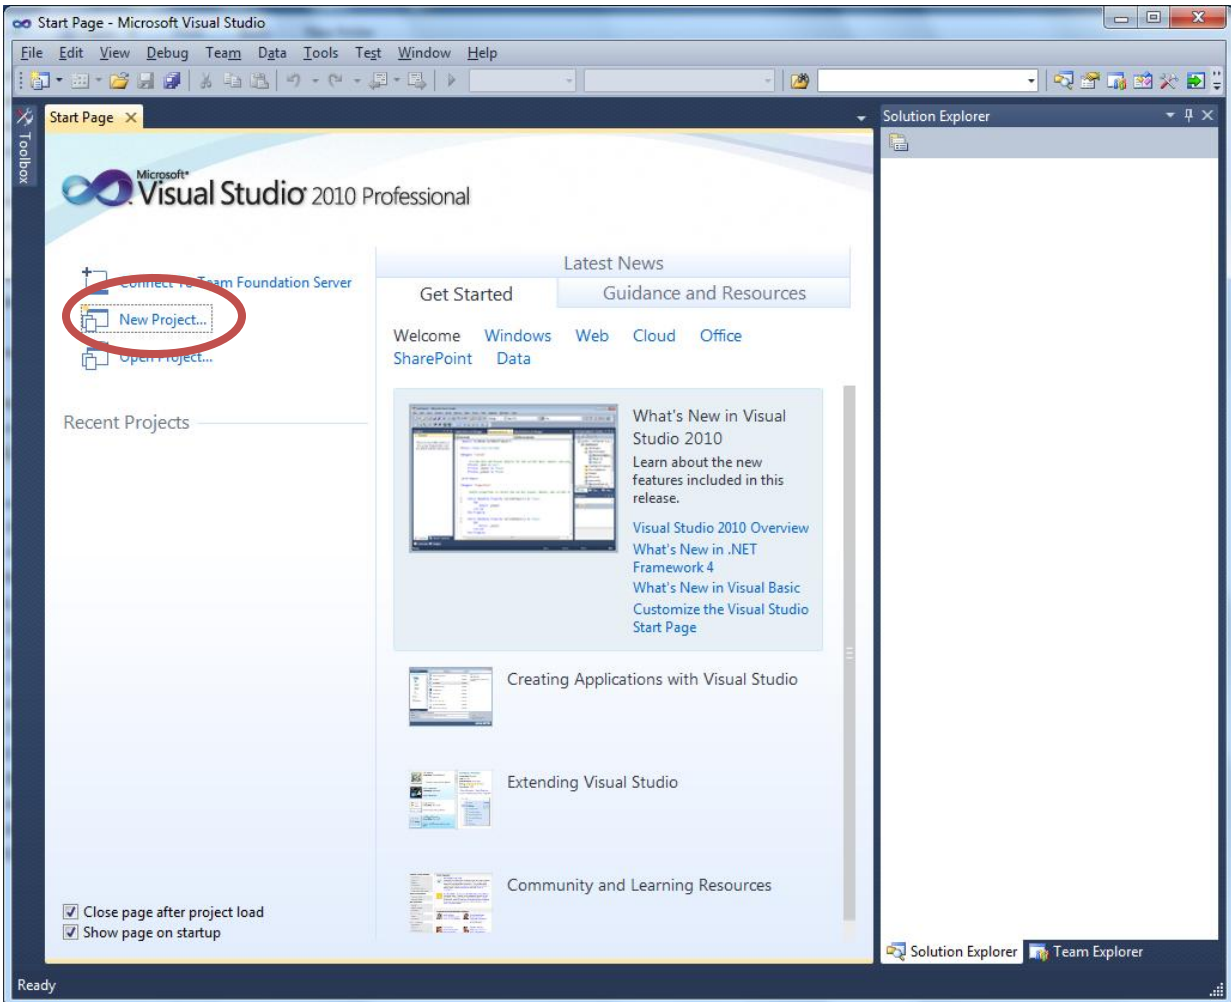 Start Page - Microsoft Visual Studio
File Edit View Debug Team Data Tools Test Window Help
Toolbox
Start Page
Solution Explorer
Microsoft®
Visual Studio® 2010 Professional
Connect To Team Foundation Server
New Project...
Open Project...
Recent Projects
Latest News
Get Started
Guidance and Resources
Welcome Windows Web Cloud Office
SharePoint Data
What's New in Visual
Studio 2010
Learn about the new
features included in this
release.
Visual Studio 2010 Overview
What's New in .NET
Framework 4
What's New in Visual Basic
Customize the Visual Studio
Start Page
Creating Applications with Visual Studio
Extending Visual Studio
Community and Learning Resources
Close page after project load
Show page on startup
Solution Explorer
Team Explorer
Ready